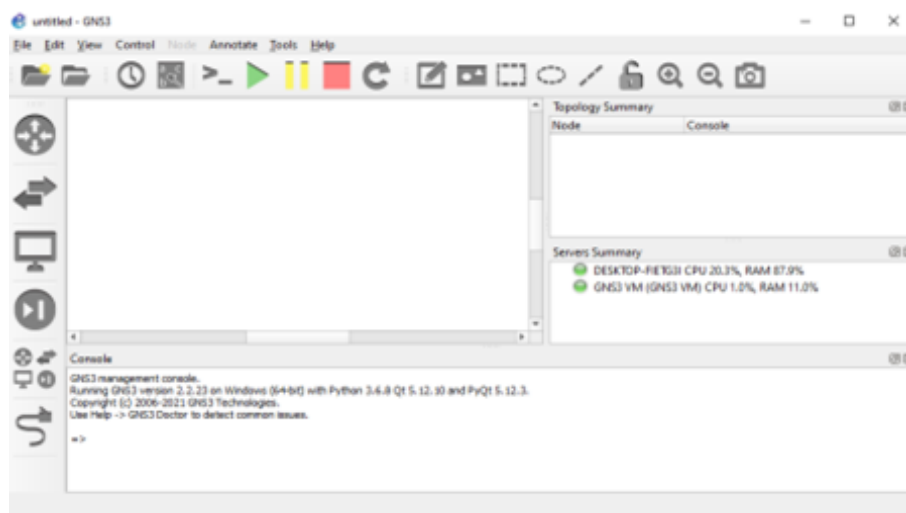 untitled - GNS3
File Edit View Control Node Annotate Tools Help
Topology Summary
Node Console
Servers Summary
CPU 20.3%, RAM 87.9%
GNS3 VM (GNS3 VM) CPU 1.0%, RAM 11.0%
Console
GNS3 management console.
Running GNS3 version 2.2.23 on Windows (64-bit) with Python 3.6.8 Qt 5.12.10 and PyQt 5.12.3.
Copyright (c) 2006-2021 GNS3 Technologies.
Use Help -> GNS3 Doctor to detect common issues.
=>